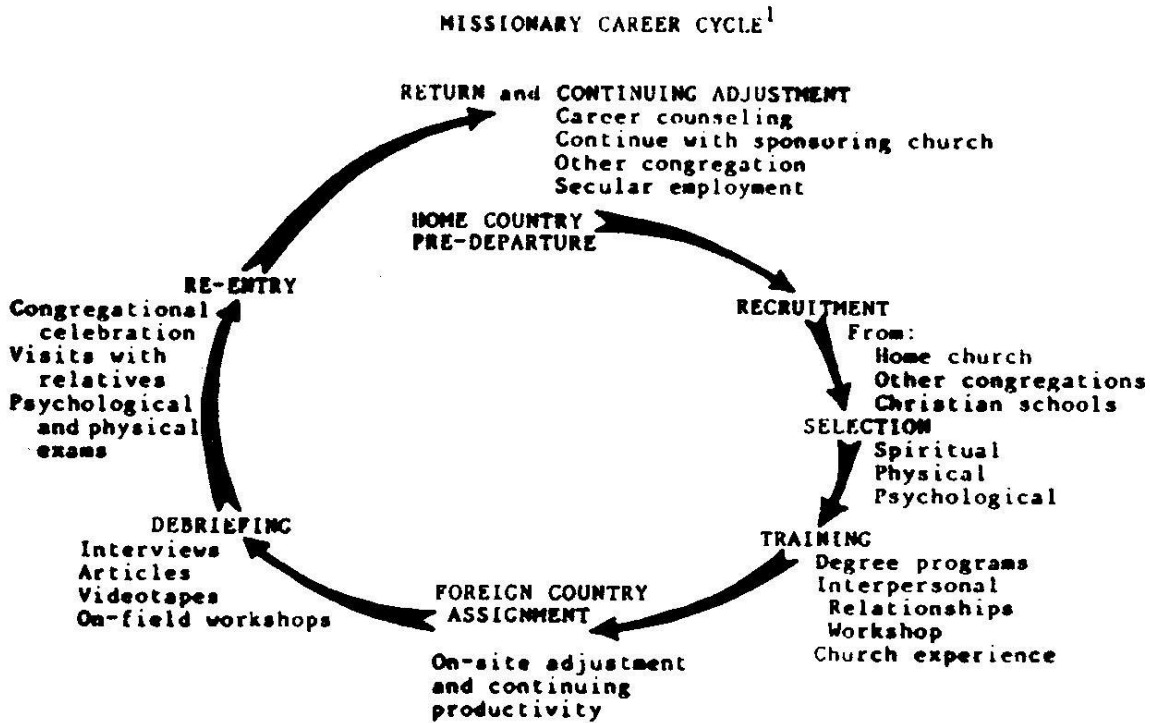 MISSIONARY CAREER CYCLE1
RETURN and CONTINUING ADJUSTMENT
Career counseling
Continue with sponsoring church
Other congregation
Secular employment
HOME COUNTRY
PRE-DEPARTURE
RECRUITMENT
From:
Home church
Other congregations
Christian schools
SELECTION
Spiritual
Physical
Psychological
TRAINING
Degree programs
Interpersonal
Relationships
Workshop
Church experience
FOREIGN COUNTRY
ASSIGNMENT
On-site adjustment
and continuing
productivity
DEBRIEFING
Interviews
Articles
Videotapes
On-field workshops
RE-ENTRY
Congregational
celebration
Visits with
relatives
Psychological
and physical
exams